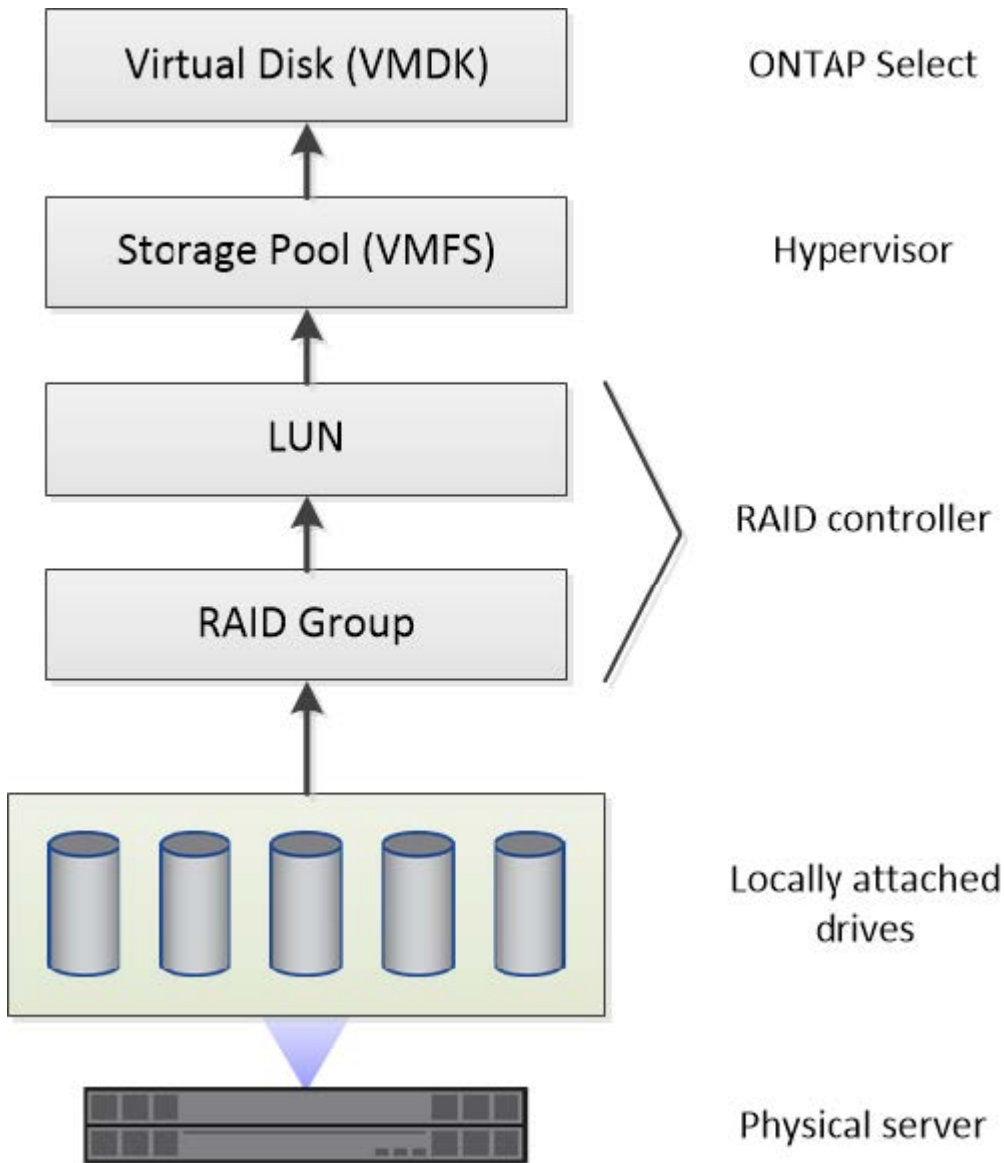 Virtual Disk (VMDK)
ONTAP Select
Storage Pool (VMFS)
Hypervisor
LUN
RAID controller
RAID Group
Locally attached
drives
Physical server